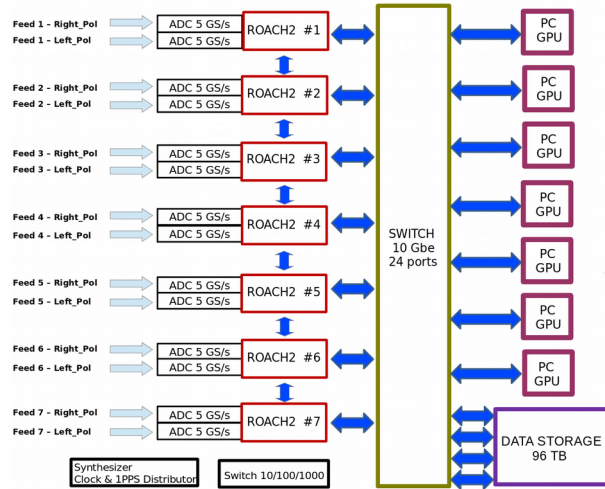 Feed 1 – Right_Pol
Feed 1 – Left_Pol
ADC 5 GS/s
ADC 5 GS/s
ROACH2 #1
PC
GPU
Feed 2 – Right_Pol
Feed 2 – Left_Pol
ADC 5 GS/s
ADC 5 GS/s
ROACH2 #2
PC
GPU
Feed 3 – Right_Pol
Feed 3 – Left_Pol
ADC 5 GS/s
ADC 5 GS/s
ROACH2 #3
PC
GPU
Feed 4 – Right_Pol
Feed 4 – Left_Pol
ADC 5 GS/s
ADC 5 GS/s
ROACH2 #4
SWITCH
10 Gbe
24 ports
PC
GPU
Feed 5 – Right_Pol
Feed 5 – Left_Pol
ADC 5 GS/s
ADC 5 GS/s
ROACH2 #5
PC
GPU
Feed 6 – Right_Pol
Feed 6 – Left_Pol
ADC 5 GS/s
ADC 5 GS/s
ROACH2 #6
PC
GPU
PC
GPU
Feed 7 – Right_Pol
Feed 7 – Left_Pol
ADC 5 GS/s
ADC 5 GS/s
ROACH2 #7
DATA STORAGE
96 TB
Synthesizer
Clock & 1PPS Distributor
Switch 10/100/1000